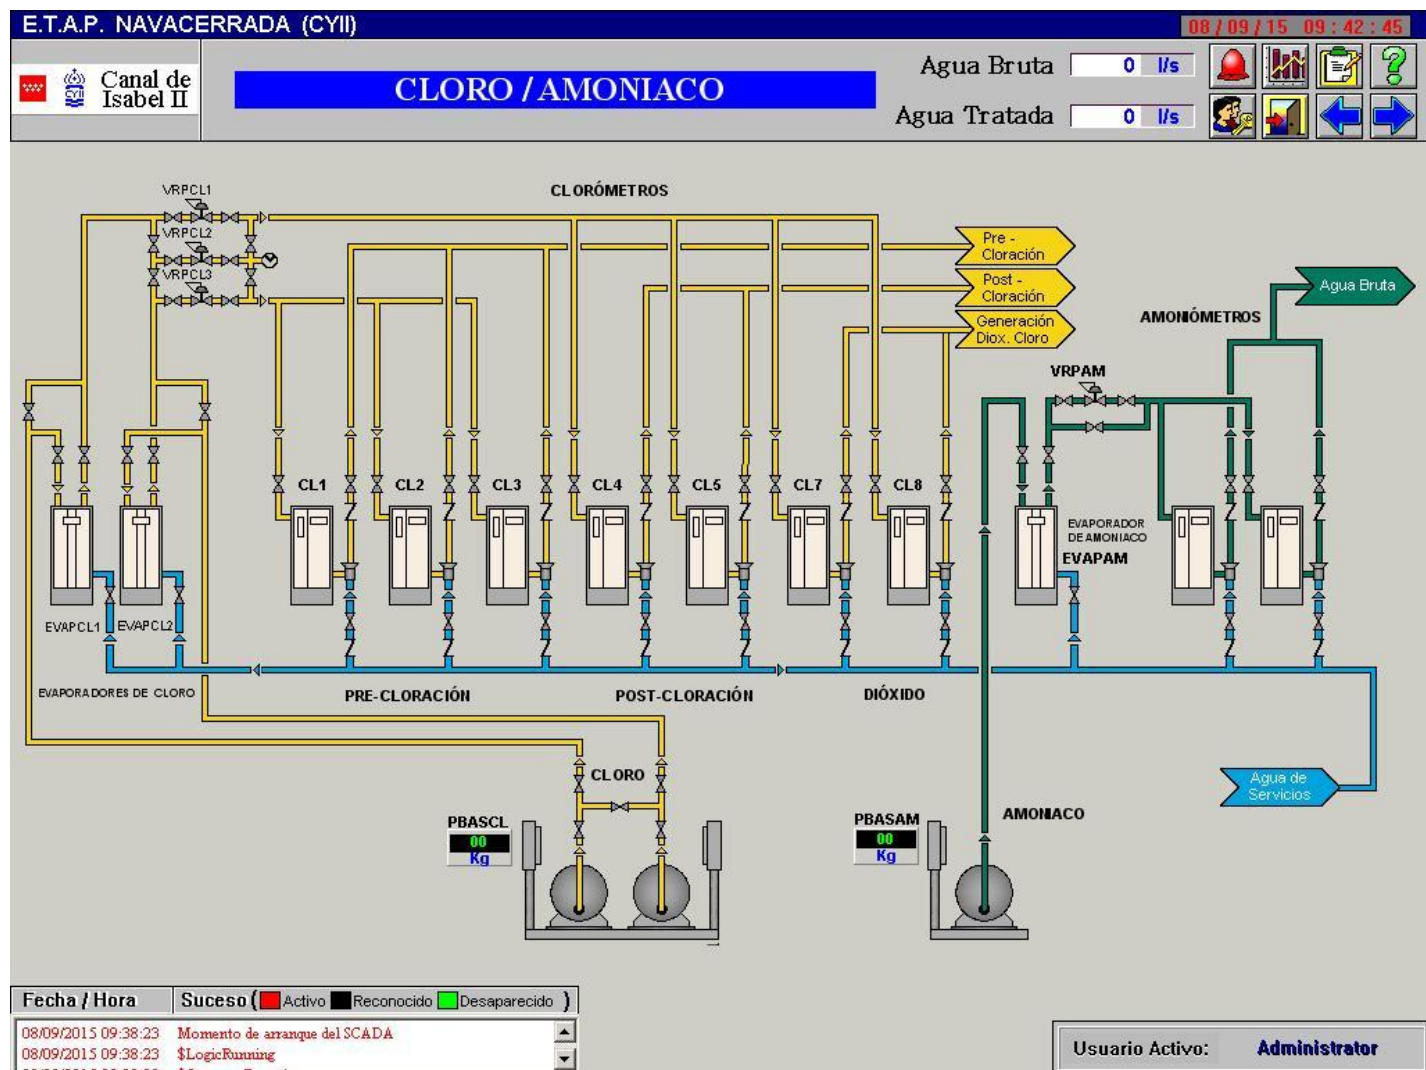 E.T.A.P. NAVACERRADA (CYII)
08/09/15 09:42:45
Canal de
Isabel II
CYII
CLORO / AMONIACO
Agua Bruta 0 l/s
Agua Tratada 0 l/s
VRPCL1
VRPCL2
VRPCL3
CLORÓMETROS
Pre -
Cloración
Post -
Cloración
Generación
Diox. Cloro
Agua Bruta
AMONIÓMETROS
VRPAM
CL1
CL2
CL3
CL4
CL5
CL7
CL8
EVAPORADOR
DE AMONIACO
EVAPAM
EVAPCL1
EVAPCL2
EVAPORADORES DE CLORO
PRE-CLORACIÓN
POST-CLORACIÓN
DIÓXIDO
CLORO
Agua de
Servicios
PBASCL
00
Kg
PBASAM
00
Kg
AMONIACO
Fecha / Hora Suceso ( Activo Reconocido Desaparecido )
08/09/2015 09:38:23 Momento de arranque del SCADA
08/09/2015 09:38:23 $LogicRunning
Usuario Activo: Administrator